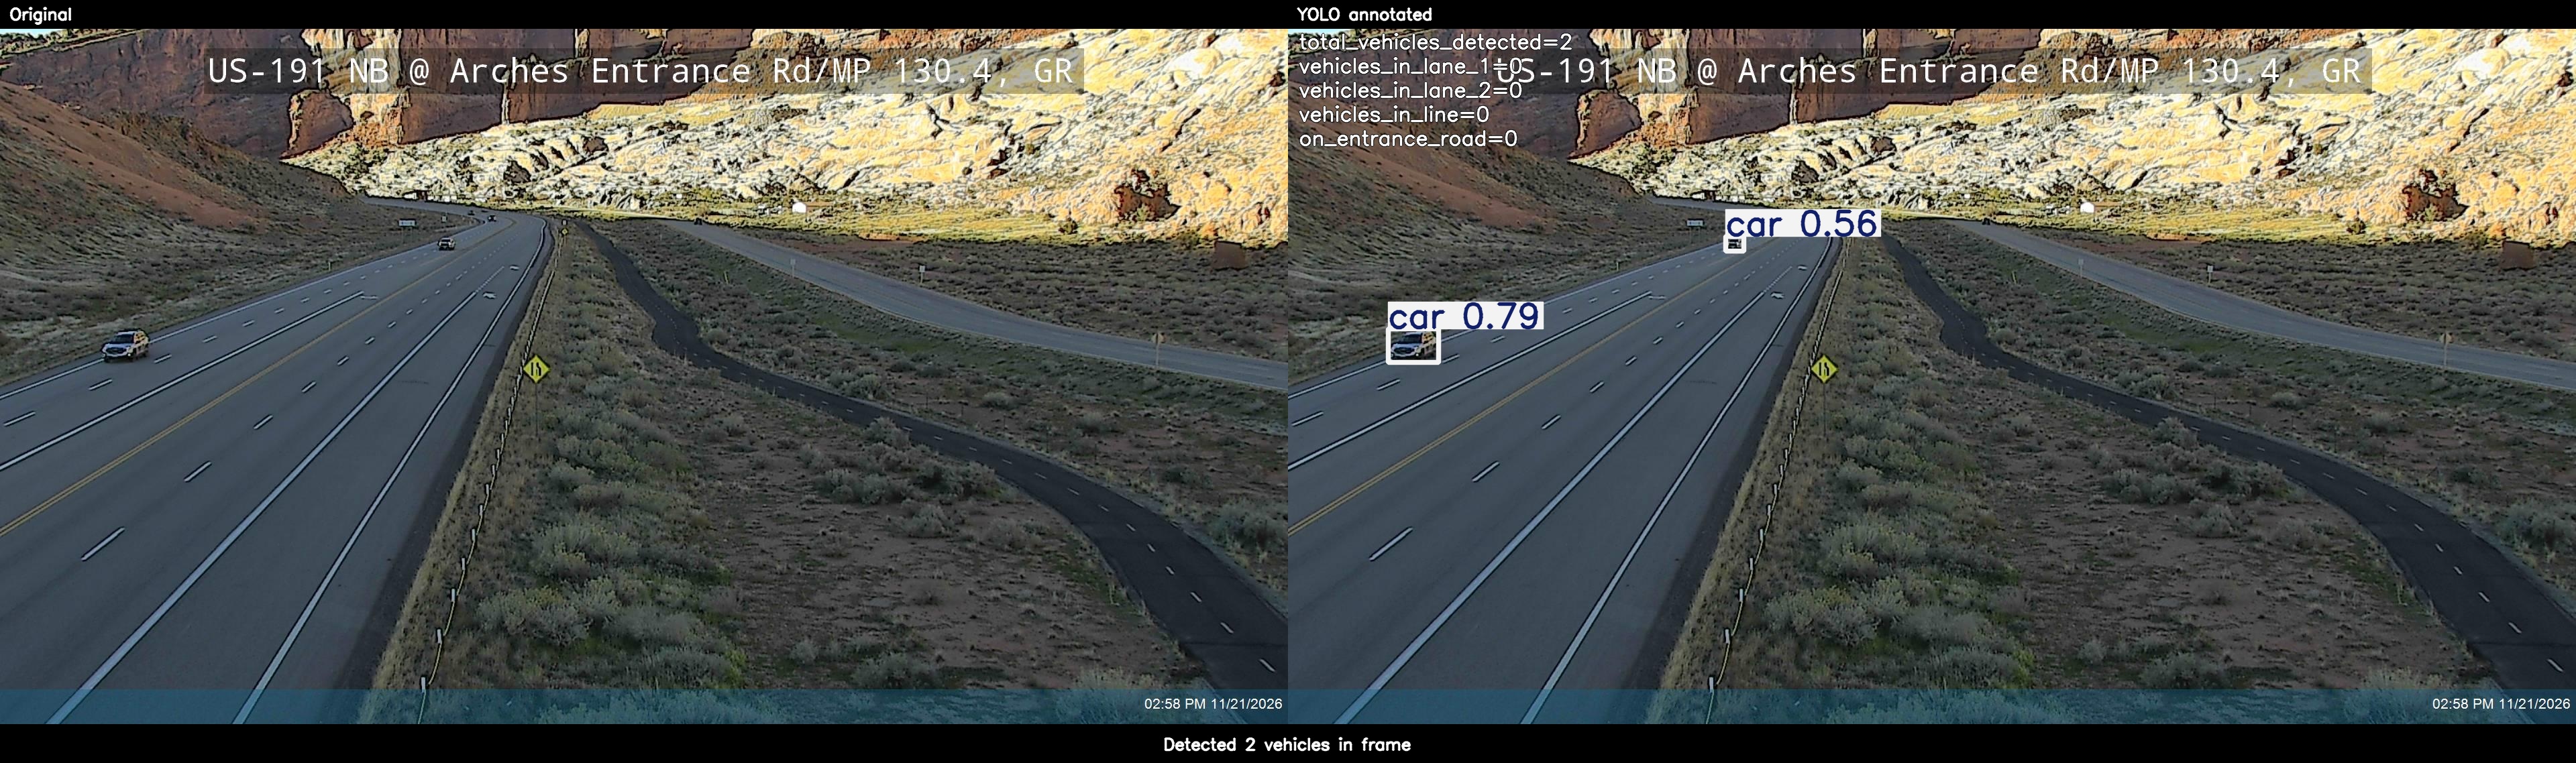 Original
US-191 NB @ Arches Entrance Rd/MP 130.4, GR
02:58 PM 11/21/2026
YOLO annotated
total_vehicles_detected=2
vehicles_in_lane_1=0
US-191 NB @ Arches Entrance Rd/MP 130.4, GR
vehicles_in_lane_2=0
vehicles_in_line=0
on_entrance_road=0
car 0.56
car 0.79
02:58 PM 11/21/2026
Detected 2 vehicles in frame